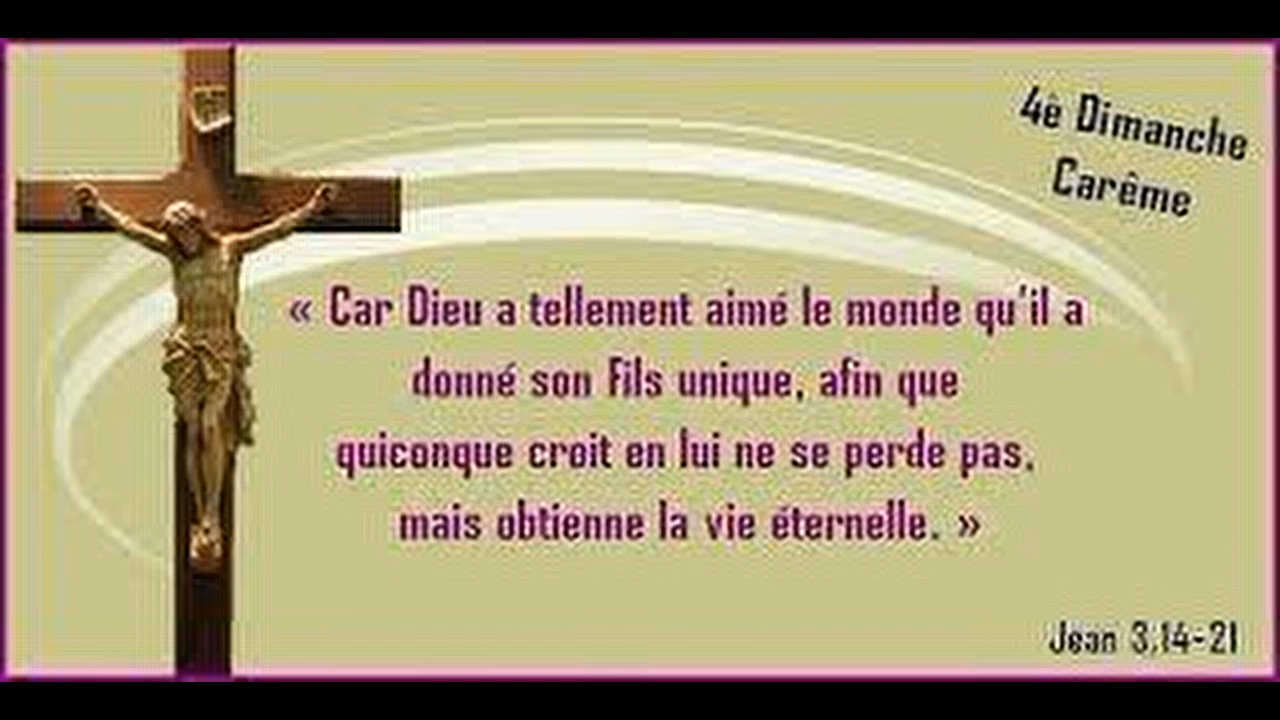 4è Dimanche
Carême
« Car Dieu a tellement aimé le monde qu'il a
donné son Fils unique, afin que
quiconque croit en lui ne se perde pas,
mais obtienne la vie éternelle. »
Jean 3,14-21